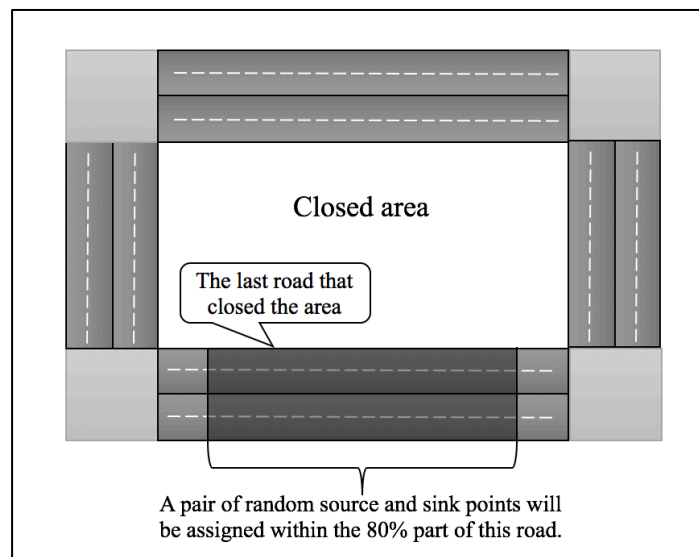 Closed area
The last road that
closed the area
A pair of random source and sink points will
be assigned within the 80% part of this road.